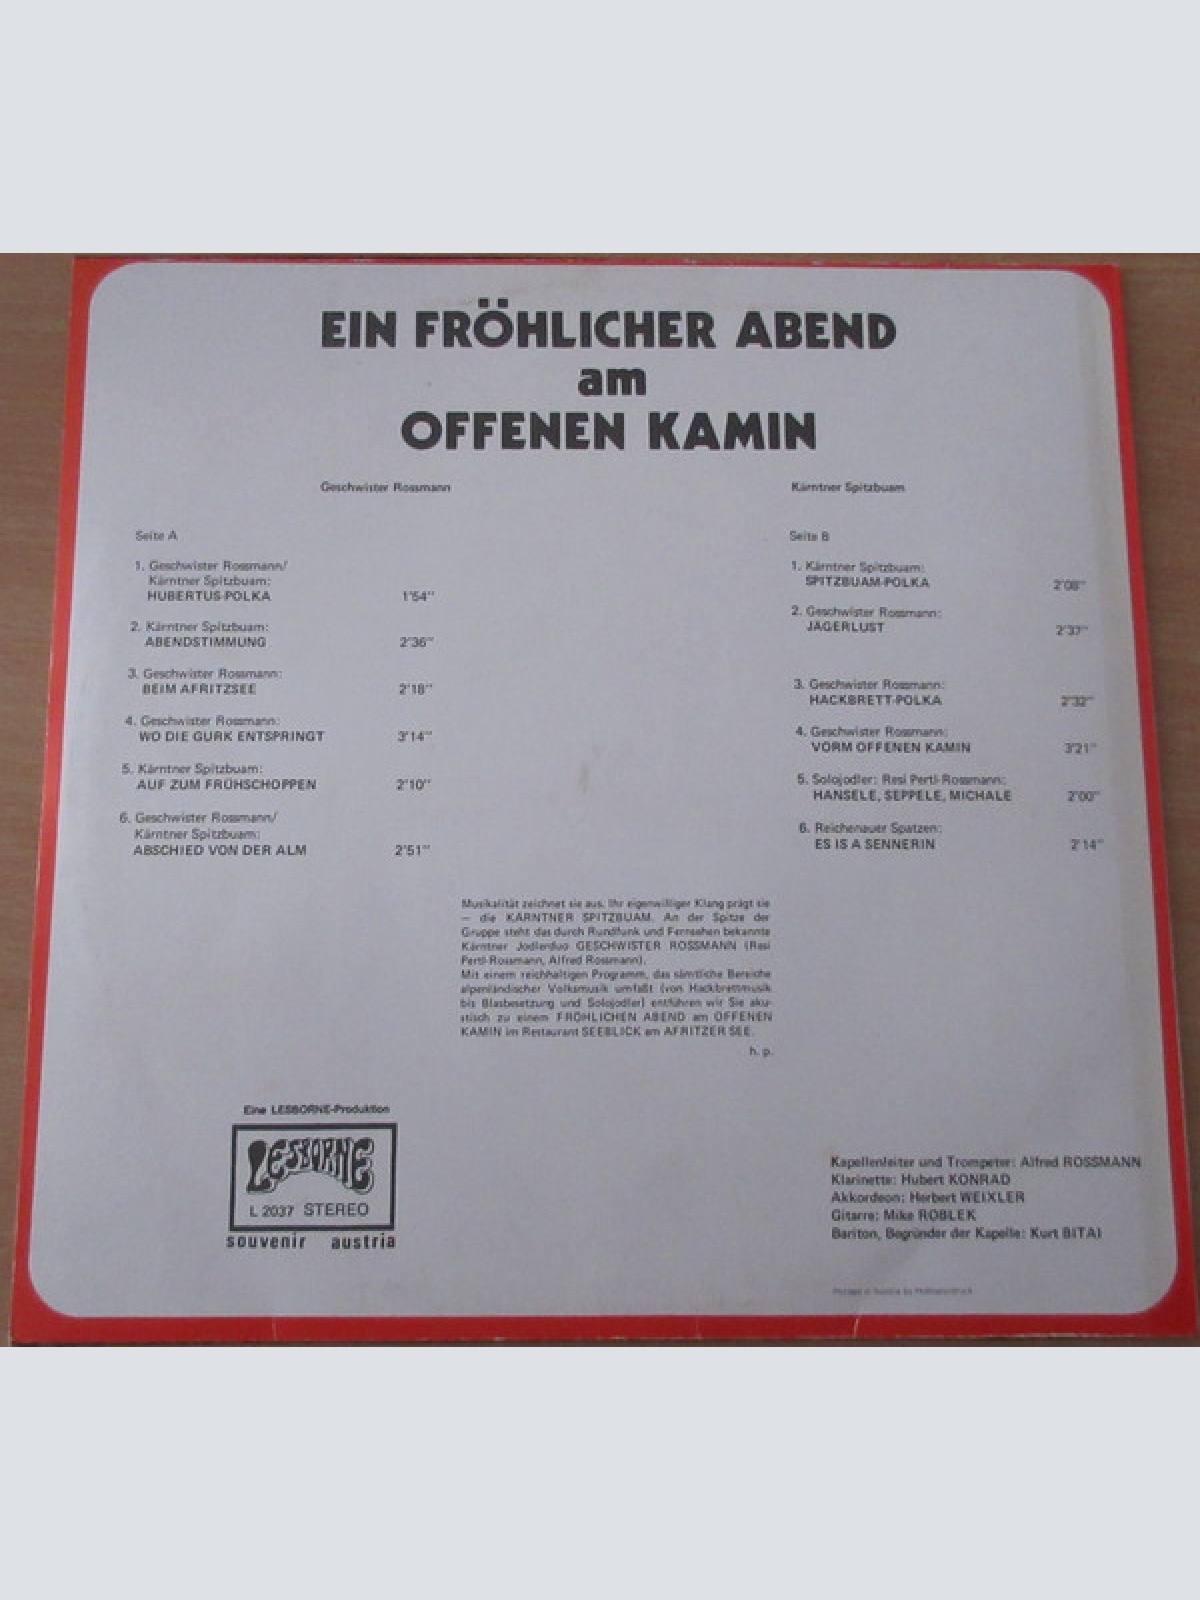 EIN FRÖHLICHER ABEND
am
OFFENEN KAMIN
Geschwister Rossmann
Kärntner Spitzbuam
Seite A
1. Geschwister Rossmann/
Kärntner Spitzbuam:
HUBERTUS-POLKA 1'54''
2. Kärntner Spitzbuam:
ABENDSTIMMUNG 2'36''
3. Geschwister Rossmann:
BEIM AFRITZSEE 2'18''
4. Geschwister Rossmann:
WO DIE GURK ENTSPRINGT 3'14''
5. Kärntner Spitzbuam:
AUF ZUM FRÜHSCHOPPEN 2'10''
6. Geschwister Rossmann/
Kärntner Spitzbuam:
ABSCHIED VON DER ALM 2'51''
Seite B
1. Kärntner Spitzbuam:
SPITZBUAM-POLKA 2'08''
2. Geschwister Rossmann:
JÄGERLUST 2'37''
3. Geschwister Rossmann:
HACKBRETT-POLKA 2'32''
4. Geschwister Rossmann:
VORM OFFENEN KAMIN 3'21''
5. Solojodler: Resi Pertl-Rossmann:
HANSELE, SEPPELE, MICHALE 2'00''
6. Reichenauer Spatzen:
ES IS A SENNERIN 2'14''
Musikalität zeichnet sie aus. Ihr eigenwilliger Klang prägt sie
— die KÄRNTNER SPITZBUAM. An der Spitze der
Gruppe steht das durch Rundfunk und Fernsehen bekannte
Kärntner Jodlerduo GESCHWISTER ROSSMANN (Resi
Pertl-Rossmann, Alfred Rossmann).
Mit einem reichhaltigen Programm, das sämtliche Bereiche
alpenländischer Volksmusik umfaßt (von Hackbrettmusik
bis Blasbesetzung und Solojodler) entführen wir Sie aku-
stisch zu einem FRÖHLICHEN ABEND am OFFENEN
KAMIN im Restaurant SEEBLICK am AFRITZER SEE.
h. p.
Eine LESBORNE-Produktion
LESBORNE
L 2037 STEREO
souvenir austria
Kapellenleiter und Trompeter: Alfred ROSSMANN
Klarinette: Hubert KONRAD
Akkordeon: Herbert WEIXLER
Gitarre: Mike ROBLEK
Bariton, Begründer der Kapelle: Kurt BITAI
Printed in Austria by